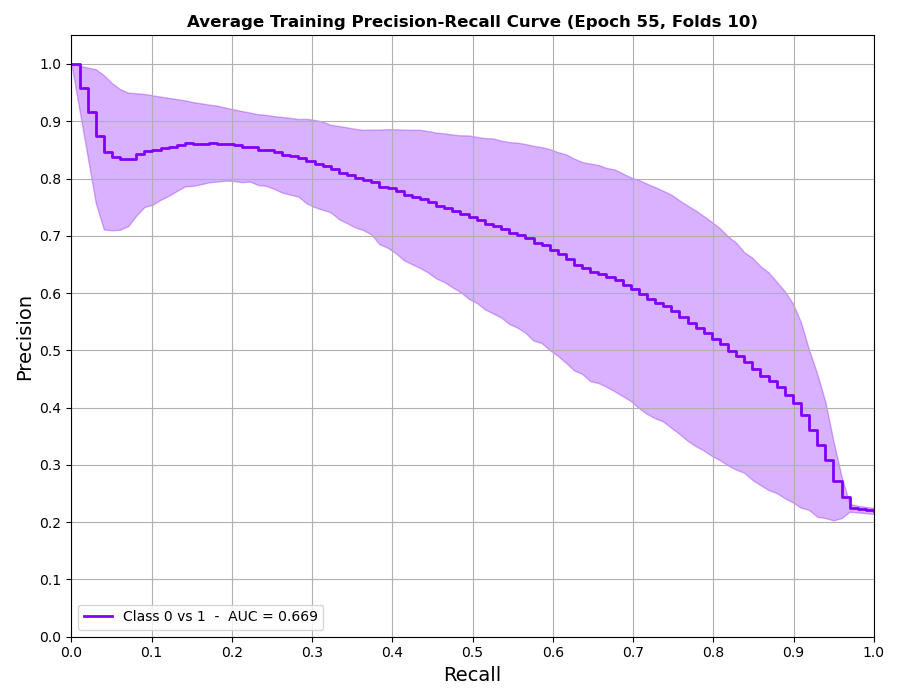 Average Training Precision-Recall Curve (Epoch 55, Folds 10)
Precision
1.0
0.9
0.8
0.7
0.6
0.5
0.4
0.3
0.2
0.1
0.0
Class 0 vs 1 - AUC = 0.669
0.0 0.1 0.2 0.3 0.4 0.5 0.6 0.7 0.8 0.9 1.0
Recall